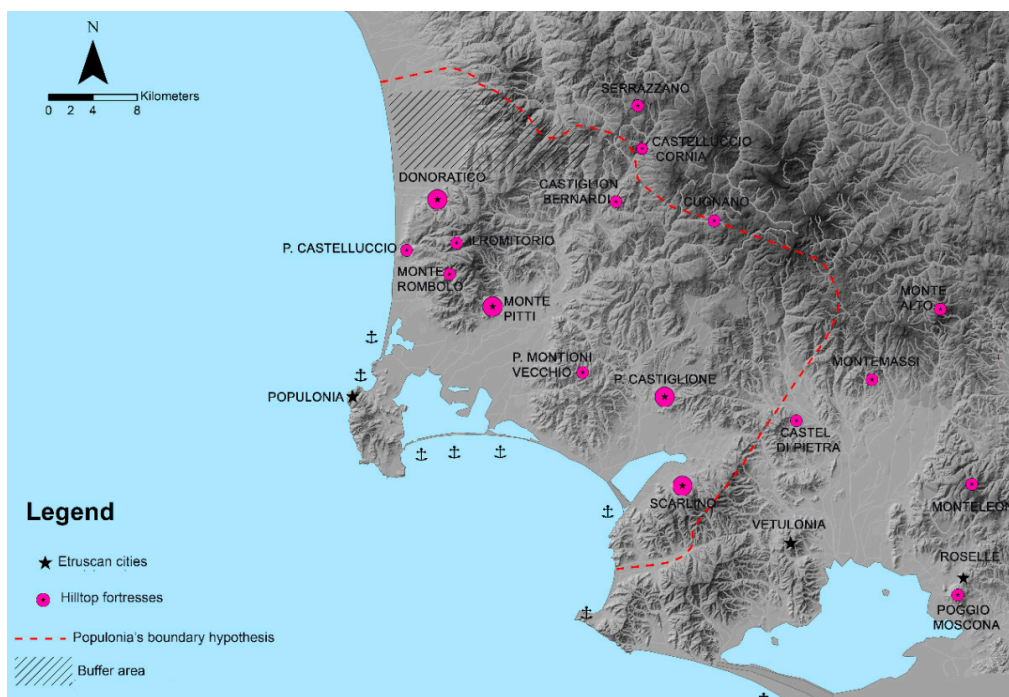 N
Kilometers
0 2 4 8
SERRAZZANO
CASTELLUCCIO
CORNIA
DONORATICO
CASTIGLION
BERNARDI
CUGNANO
P. CASTELLUCCIO
ILROMITORIO
MONTE
ROMBOLO
MONTE
PITTI
MONTE
ALTO
P. MONTIONI
VECCHIO
MONTEMASSI
P. CASTIGLIONE
POPULONIA
CASTEL
DI PIETRA
SCARLINO
MONTELEON
VETULONIA
ROSELLE
POGGIO
MOSCONA
Legend
Etruscan cities
Hilltop fortresses
Populonia's boundary hypothesis
Buffer area